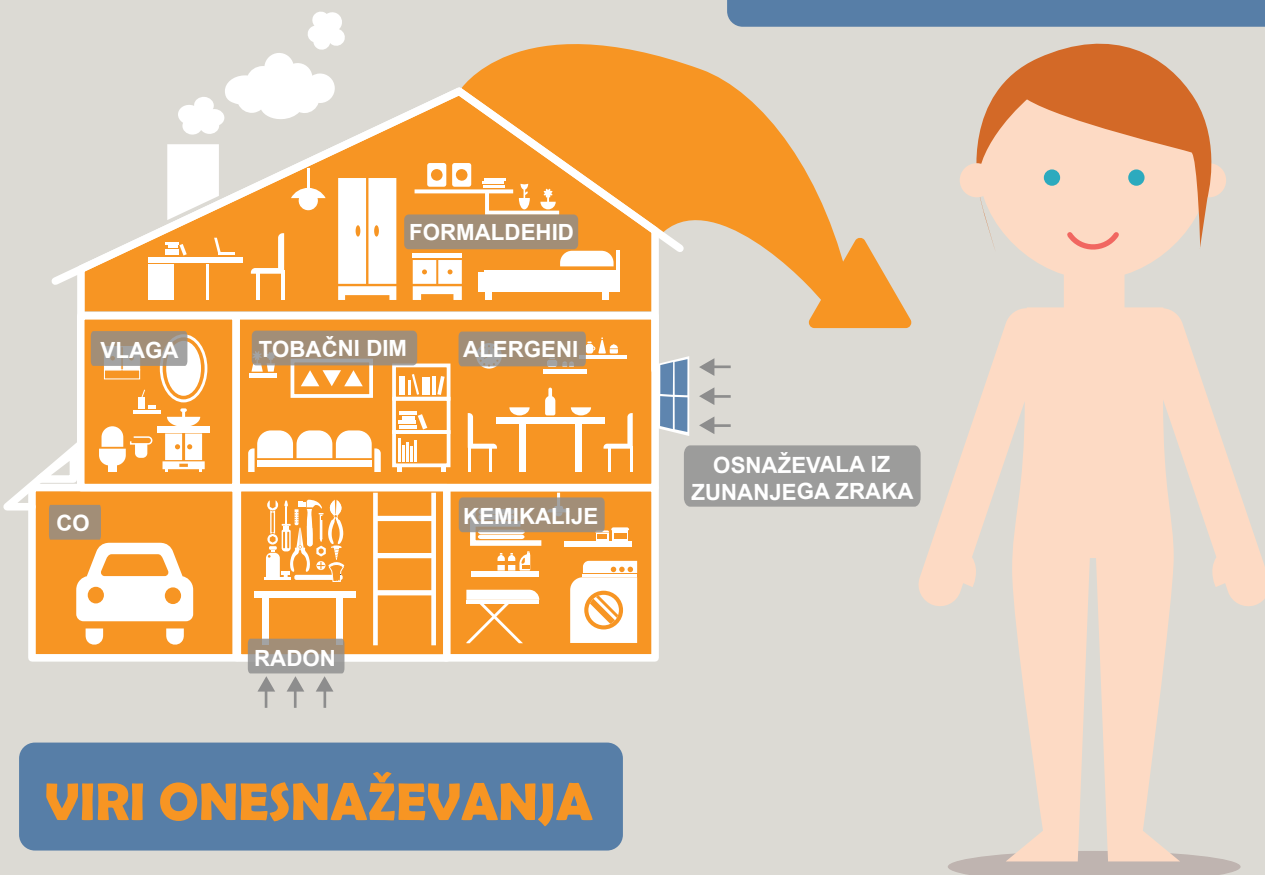 FORMALDEHID
VLAGA
TOBAČNI DIM
ALERGENI
OSNAŽEVALA IZ
ZUNANJEGA ZRAKA
CO
KEMIKALIJE
RADON
VIRI ONESNAŽEVANJA